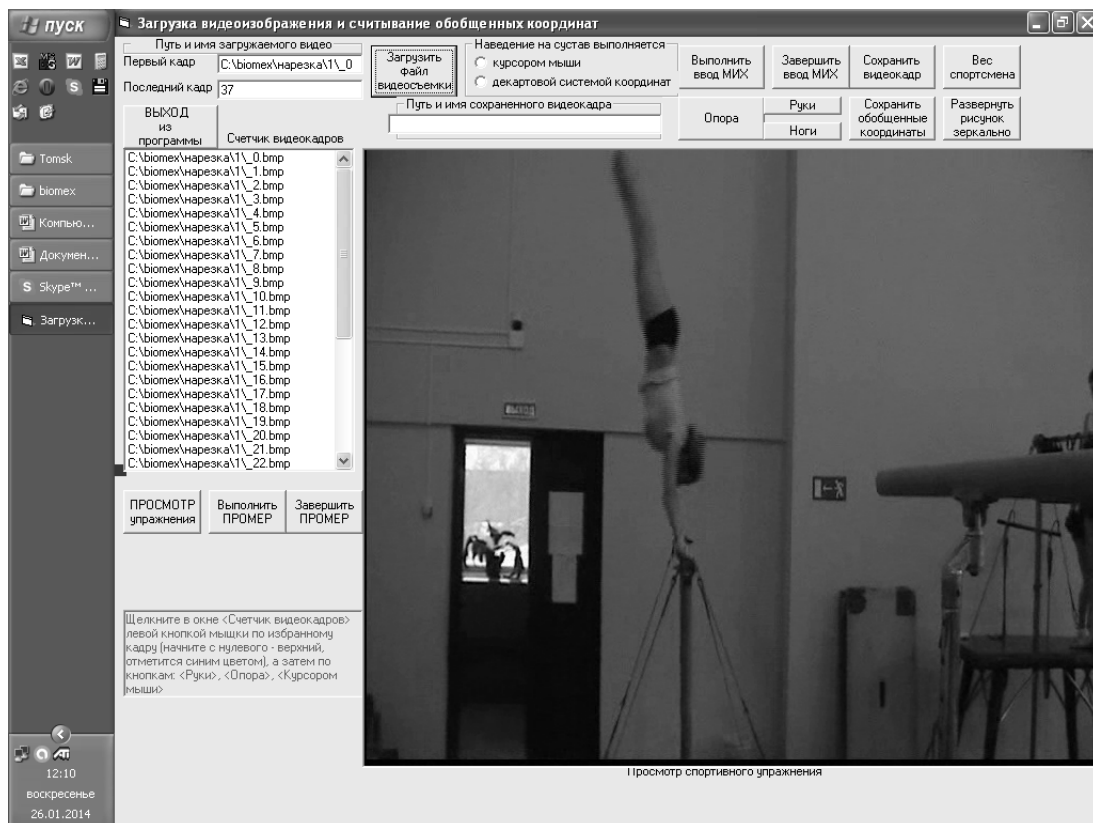 пуск
Загрузка видеоизображения и считывание обобщенных координат
Путь и имя загружаемого видео
Первый кадр
C:\biomex\нарезка\1\_0
Последний кадр
37
Загрузить
файл
видеосъемки
Наведение на сустав выполняется
курсором мыши
декартовой системой координат
Выполнить
ввод МИХ
Завершить
ввод МИХ
Сохранить
видеокадр
Вес
спортсмена
Путь и имя сохраненного видеокадра
Опора
Руки
Ноги
Сохранить
обобщенные
координаты
Развернуть
рисунок
зеркально
ВЫХОД
из
программы
Счетчик видеокадров
C:\biomex\нарезка\1\_0.bmp
C:\biomex\нарезка\1\_1.bmp
C:\biomex\нарезка\1\_2.bmp
C:\biomex\нарезка\1\_3.bmp
C:\biomex\нарезка\1\_4.bmp
C:\biomex\нарезка\1\_5.bmp
C:\biomex\нарезка\1\_6.bmp
C:\biomex\нарезка\1\_7.bmp
C:\biomex\нарезка\1\_8.bmp
C:\biomex\нарезка\1\_9.bmp
C:\biomex\нарезка\1\_10.bmp
C:\biomex\нарезка\1\_11.bmp
C:\biomex\нарезка\1\_12.bmp
C:\biomex\нарезка\1\_13.bmp
C:\biomex\нарезка\1\_14.bmp
C:\biomex\нарезка\1\_15.bmp
C:\biomex\нарезка\1\_16.bmp
C:\biomex\нарезка\1\_17.bmp
C:\biomex\нарезка\1\_18.bmp
C:\biomex\нарезка\1\_19.bmp
C:\biomex\нарезка\1\_20.bmp
C:\biomex\нарезка\1\_21.bmp
C:\biomex\нарезка\1\_22.bmp
Tomsk
biomex
Компью...
Докумен...
Skype™ ...
Загрузк...
ПРОСМОТР
упражнения
Выполнить
ПРОМЕР
Завершить
ПРОМЕР
Щелкните в окне <Счетчик видеокадров>
левой кнопкой мышки по избранному
кадру (начните с нулевого - верхний,
отметится синим цветом), а затем по
кнопкам: <Руки>, <Опора>, <Курсором
мыши>
Просмотр спортивного упражнения
ATi
12:10
воскресенье
26.01.2014